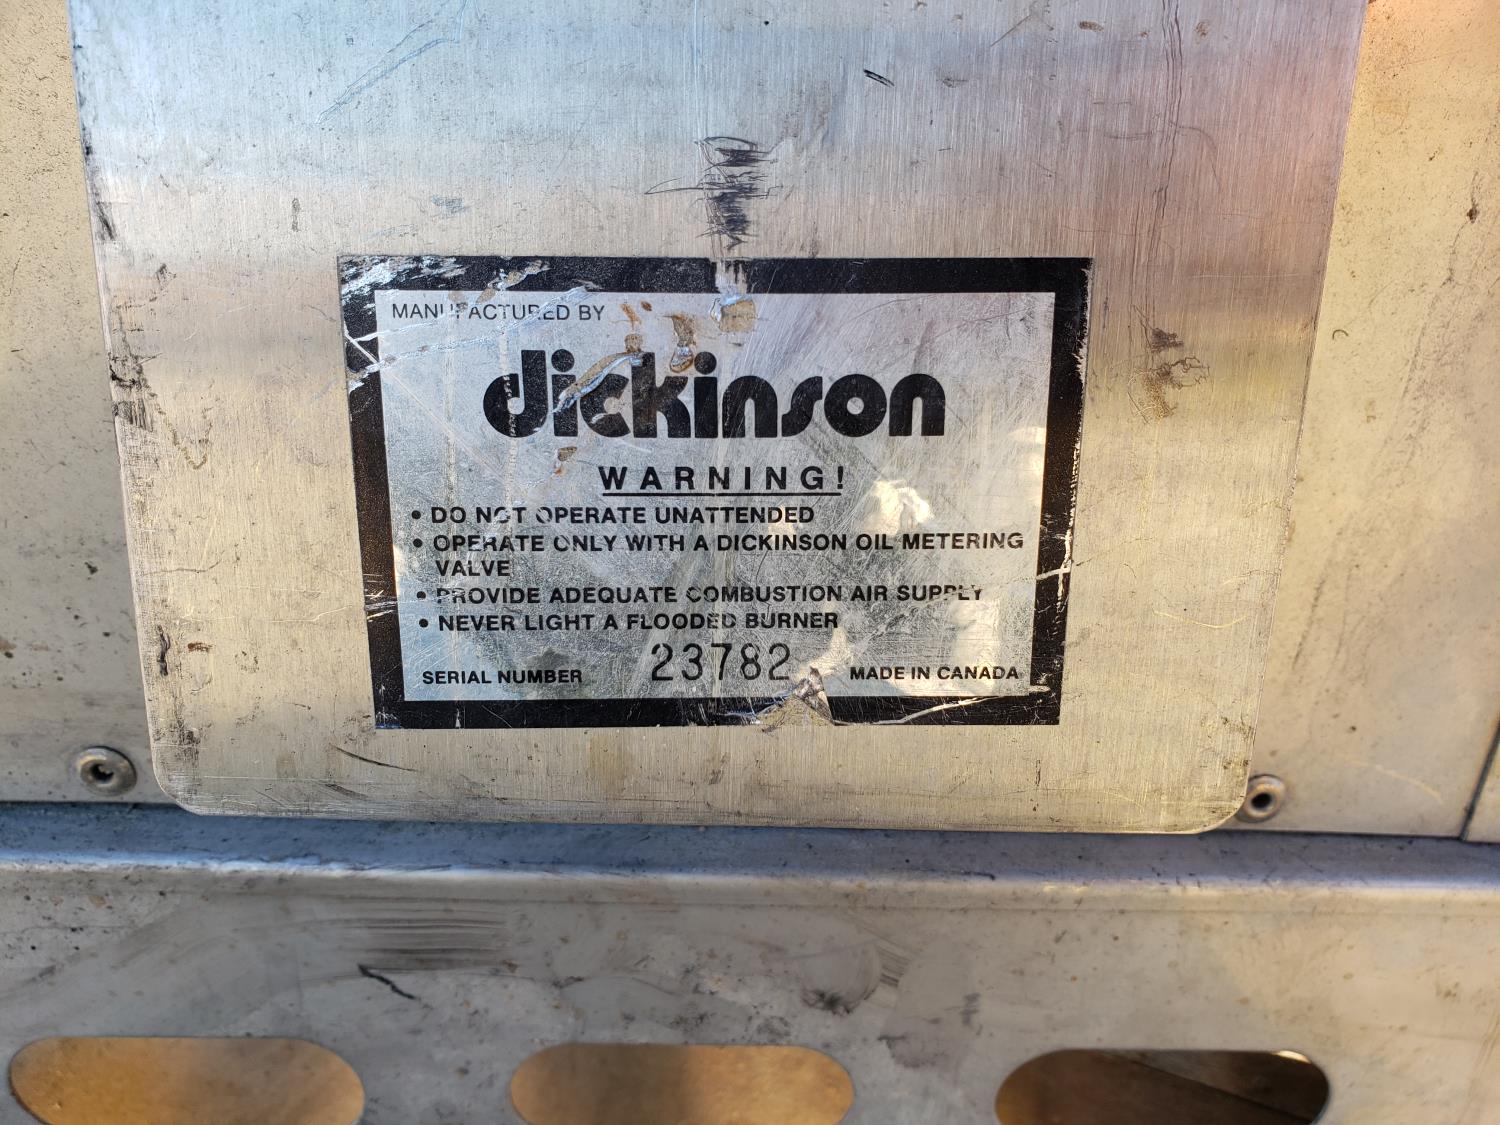 MANUFACTURED BY
dickinson
WARNING!
• DO NOT OPERATE UNATTENDED
• OPERATE ONLY WITH A DICKINSON OIL METERING
VALVE
• PROVIDE ADEQUATE COMBUSTION AIR SUPPLY
• NEVER LIGHT A FLOODED BURNER
SERIAL NUMBER 23782 MADE IN CANADA